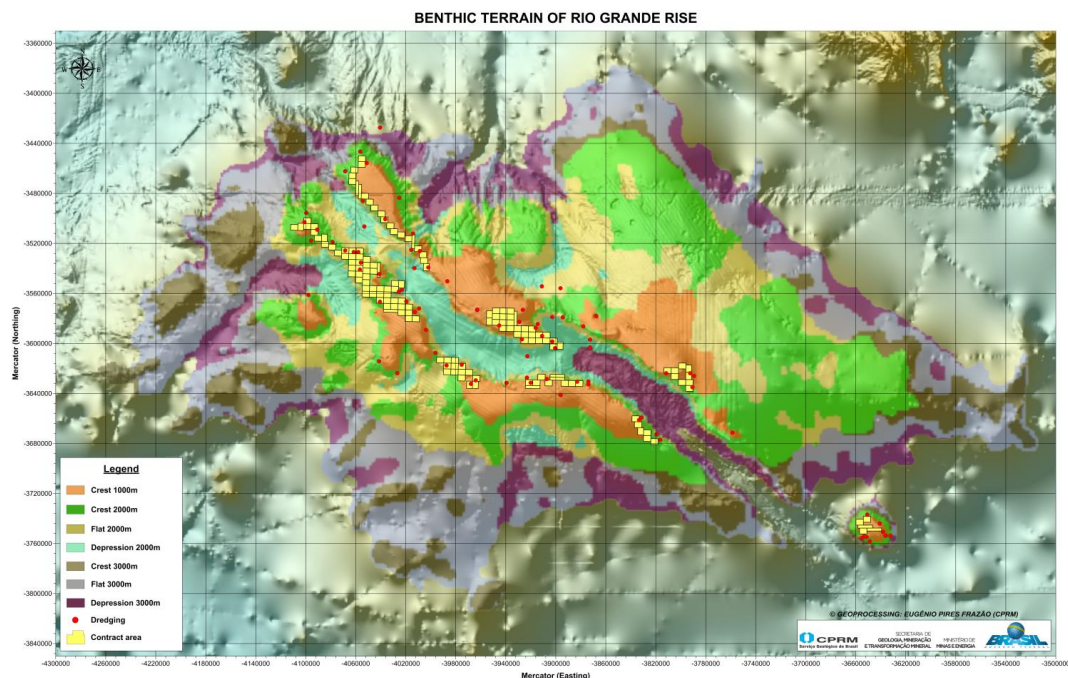 BENTHIC TERRAIN OF RIO GRANDE RISE
-3360000
-3400000
-3440000
-3480000
-3520000
-3560000
-3600000
-3640000
-3680000
-3720000
-3760000
-3800000
-3840000
Mercator (Northing)
N
W E
S
Legend
Crest 1000m
Crest 2000m
Flat 2000m
Depression 2000m
Crest 3000m
Flat 3000m
Depression 3000m
Dredging
Contract area
© GEOPROCESSING: EUGÊNIO PIRES FRAZÃO (CPRM)
CPRM
Serviço Geológico do Brasil
SECRETARIA DE
GEOLOGIA, MINERAÇÃO
E TRANSFORMAÇÃO MINERAL
MINISTÉRIO DE
MINAS E ENERGIA
BRASIL
-4300000 -4260000 -4220000 -4180000 -4140000 -4100000 -4060000 -4020000 -3980000 -3940000 -3900000 -3860000 -3820000 -3780000 -3740000 -3700000 -3660000 -3620000 -3580000 -3540000 -3500000
Mercator (Easting)